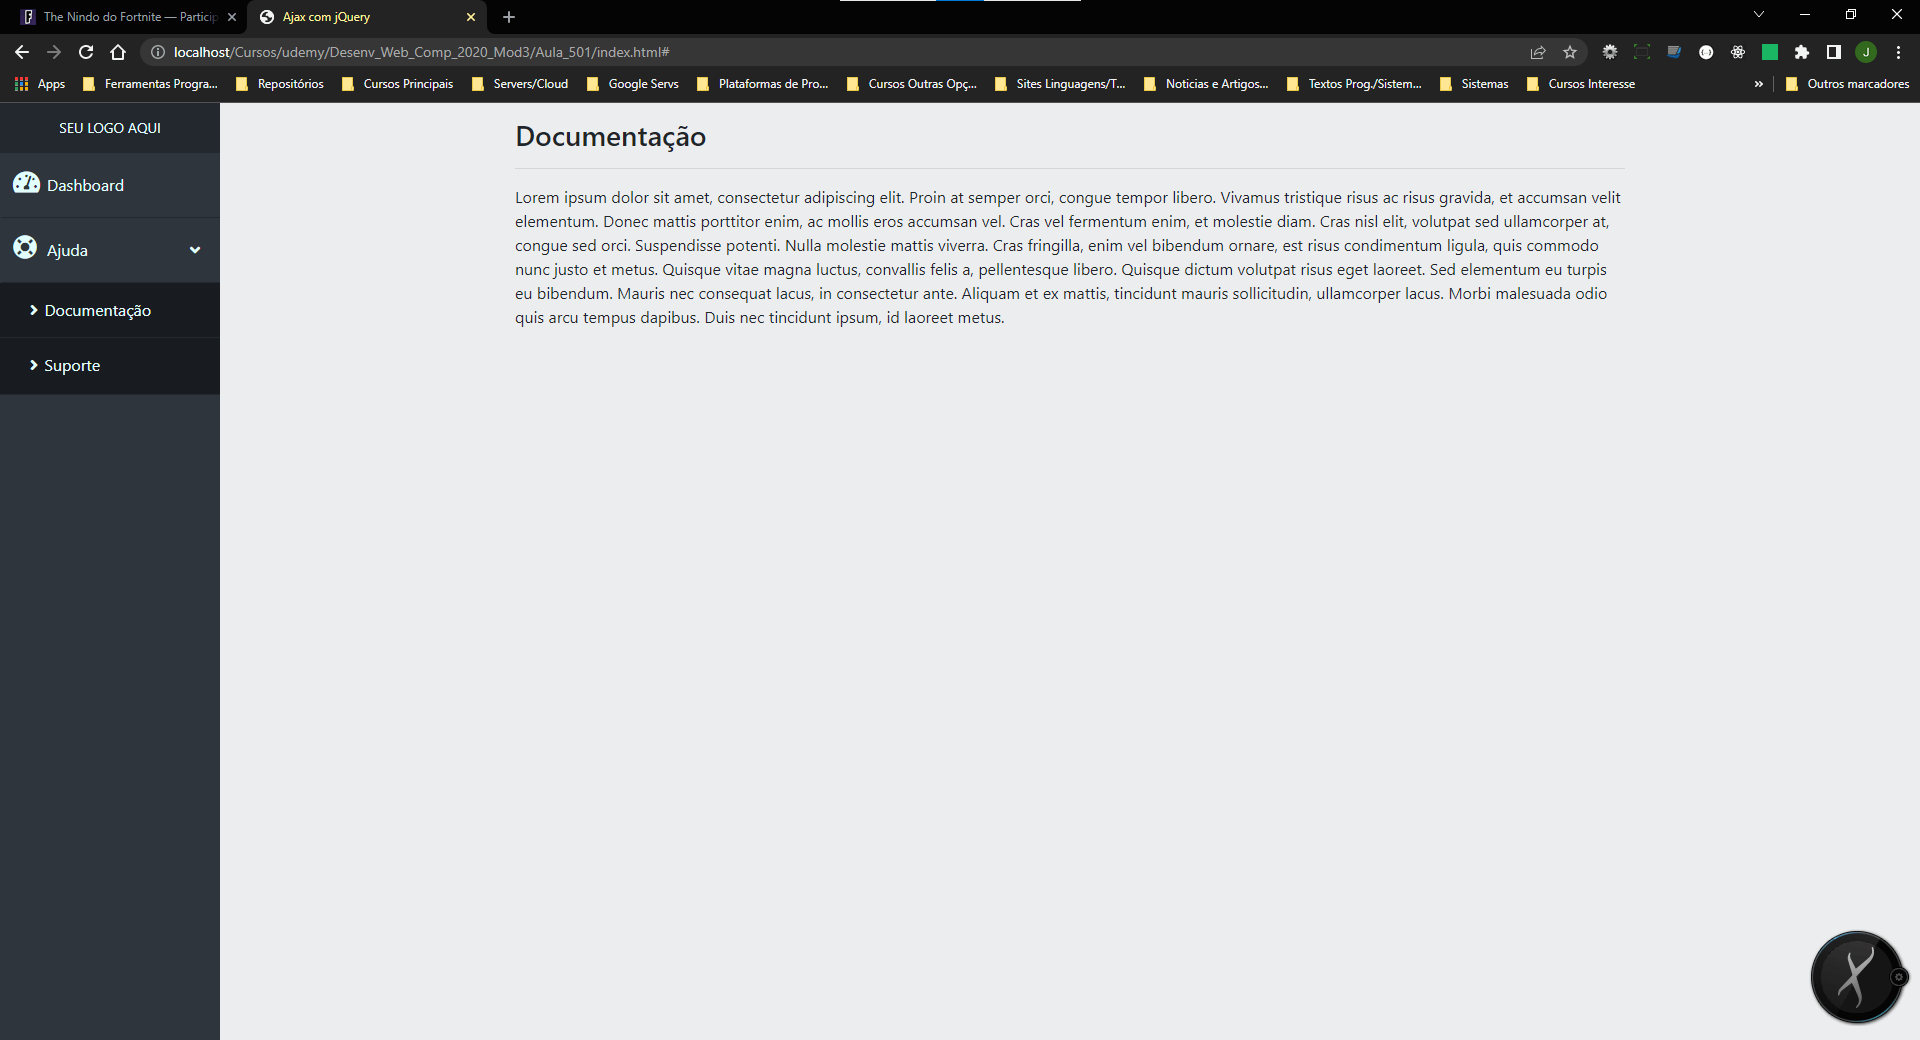 The Nindo do Fortnite — Particip
Ajax com jQuery
localhost/Cursos/udemy/Desenv_Web_Comp_2020_Mod3/Aula_501/index.html#
J
Apps
Ferramentas Progra...
Repositórios
Cursos Principais
Servers/Cloud
Google Servs
Plataformas de Pro...
Cursos Outras Opç...
Sites Linguagens/T...
Noticias e Artigos...
Textos Prog./Sistem...
Sistemas
Cursos Interesse
»
Outros marcadores
SEU LOGO AQUI
Dashboard
Ajuda
Documentação
Suporte
Documentação
Lorem ipsum dolor sit amet, consectetur adipiscing elit. Proin at semper orci, congue tempor libero. Vivamus tristique risus ac risus gravida, et accumsan velit
elementum. Donec mattis porttitor enim, ac mollis eros accumsan vel. Cras vel fermentum enim, et molestie diam. Cras nisl elit, volutpat sed ullamcorper at,
congue sed orci. Suspendisse potenti. Nulla molestie mattis viverra. Cras fringilla, enim vel bibendum ornare, est risus condimentum ligula, quis commodo
nunc justo et metus. Quisque vitae magna luctus, convallis felis a, pellentesque libero. Quisque dictum volutpat risus eget laoreet. Sed elementum eu turpis
eu bibendum. Mauris nec consequat lacus, in consectetur ante. Aliquam et ex mattis, tincidunt mauris sollicitudin, ullamcorper lacus. Morbi malesuada odio
quis arcu tempus dapibus. Duis nec tincidunt ipsum, id laoreet metus.